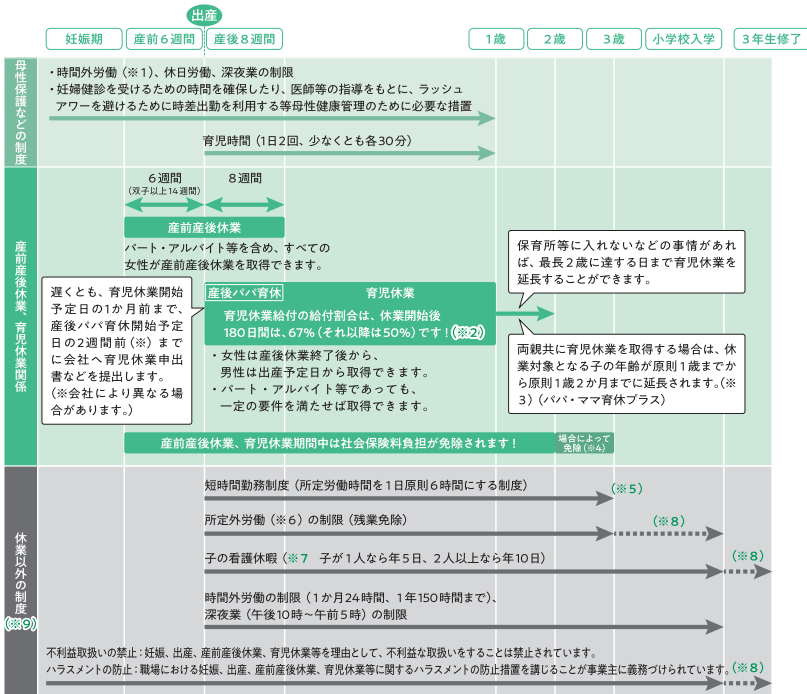 出産
妊娠期
産前6週間
産後8週間
1歳
2歳
3歳
小学校入学
3年生修了
母性保護などの制度
・時間外労働（※1）、休日労働、深夜業の制限
・妊婦健診を受けるための時間を確保したり、医師等の指導をもとに、ラッシュ
アワーを避けるために時差出勤を利用する等母性健康管理のために必要な措置
育児時間（1日2回、少なくとも各30分）
産前産後休業、育児休業関係
6週間
（双子以上14週間）
8週間
産前産後休業
パート・アルバイト等を含め、すべての
女性が産前産後休業を取得できます。
遅くとも、育児休業開始
予定日の1か月前まで、
産後パパ育休開始予定
日の2週間前（※）まで
に会社へ育児休業申出
書などを提出します。
（※会社により異なる場
合があります。）
産後パパ育休
育児休業
育児休業給付の給付割合は、休業開始後
180日間は、67%（それ以降は50%）です！（※2）
・女性は産後休業終了後から、
男性は出産予定日から取得できます。
・パート・アルバイト等であっても、
一定の要件を満たせば取得できます。
保育所等に入れないなどの事情があれ
ば、最長2歳に達する日まで育児休業を
延長することができます。
両親共に育児休業を取得する場合は、休
業対象となる子の年齢が原則1歳までか
ら原則1歳2か月までに延長されます。（※
3）（パパ・ママ育休プラス）
産前産後休業、育児休業期間中は社会保険料負担が免除されます！
場合によって
免除（※4）
休業以外の制度
（※9）
短時間勤務制度（所定労働時間を1日原則6時間にする制度）
（※5）
所定外労働（※6）の制限（残業免除）
（※8）
子の看護休暇（※7　子が1人なら年5日、2人以上なら年10日）
（※8）
時間外労働の制限（1か月24時間、1年150時間まで）、
深夜業（午後10時～午前5時）の制限
不利益取扱いの禁止：妊娠、出産、産前産後休業、育児休業等を理由として、不利益な取扱いをすることは禁止されています。
ハラスメントの防止：職場における妊娠、出産、産前産後休業、育児休業等に関するハラスメントの防止措置を講じることが事業主に義務づけられています。
（※8）